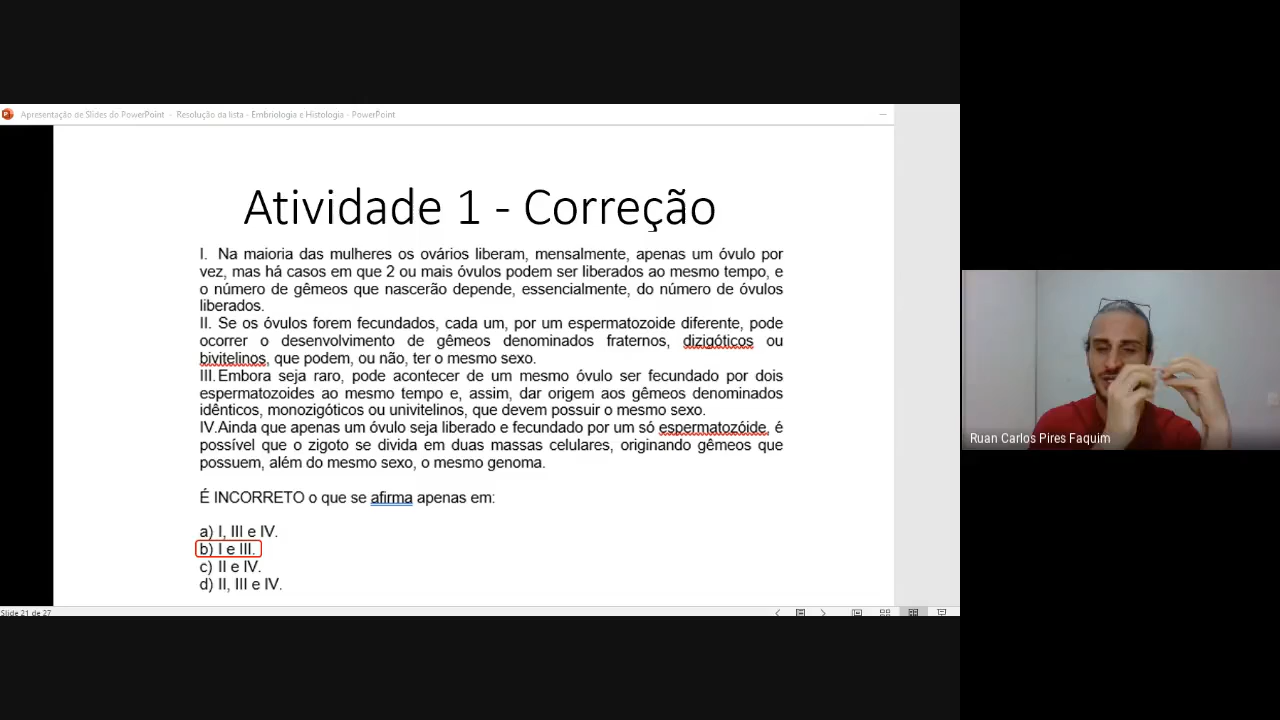 Apresentação de Slides do PowerPoint - Resolução da lista - Embriologia e Histologia - PowerPoint
Atividade 1 - Correção
I. Na maioria das mulheres os ovários liberam, mensalmente, apenas um óvulo por
vez, mas há casos em que 2 ou mais óvulos podem ser liberados ao mesmo tempo, e
o número de gêmeos que nascerão depende, essencialmente, do número de óvulos
liberados.
II. Se os óvulos forem fecundados, cada um, por um espermatozoide diferente, pode
ocorrer o desenvolvimento de gêmeos denominados fraternos, dizigóticos ou
bivitelinos, que podem, ou não, ter o mesmo sexo.
III. Embora seja raro, pode acontecer de um mesmo óvulo ser fecundado por dois
espermatozoides ao mesmo tempo e, assim, dar origem aos gêmeos denominados
idênticos, monozigóticos ou univitelinos, que devem possuir o mesmo sexo.
IV.Ainda que apenas um óvulo seja liberado e fecundado por um só espermatozóide, é
possível que o zigoto se divida em duas massas celulares, originando gêmeos que
possuem, além do mesmo sexo, o mesmo genoma.
É INCORRETO o que se afirma apenas em:
a) I, III e IV.
b) I e III.
c) II e IV.
d) II, III e IV.
Slide 21 de 27
Ruan Carlos Pires Faquim